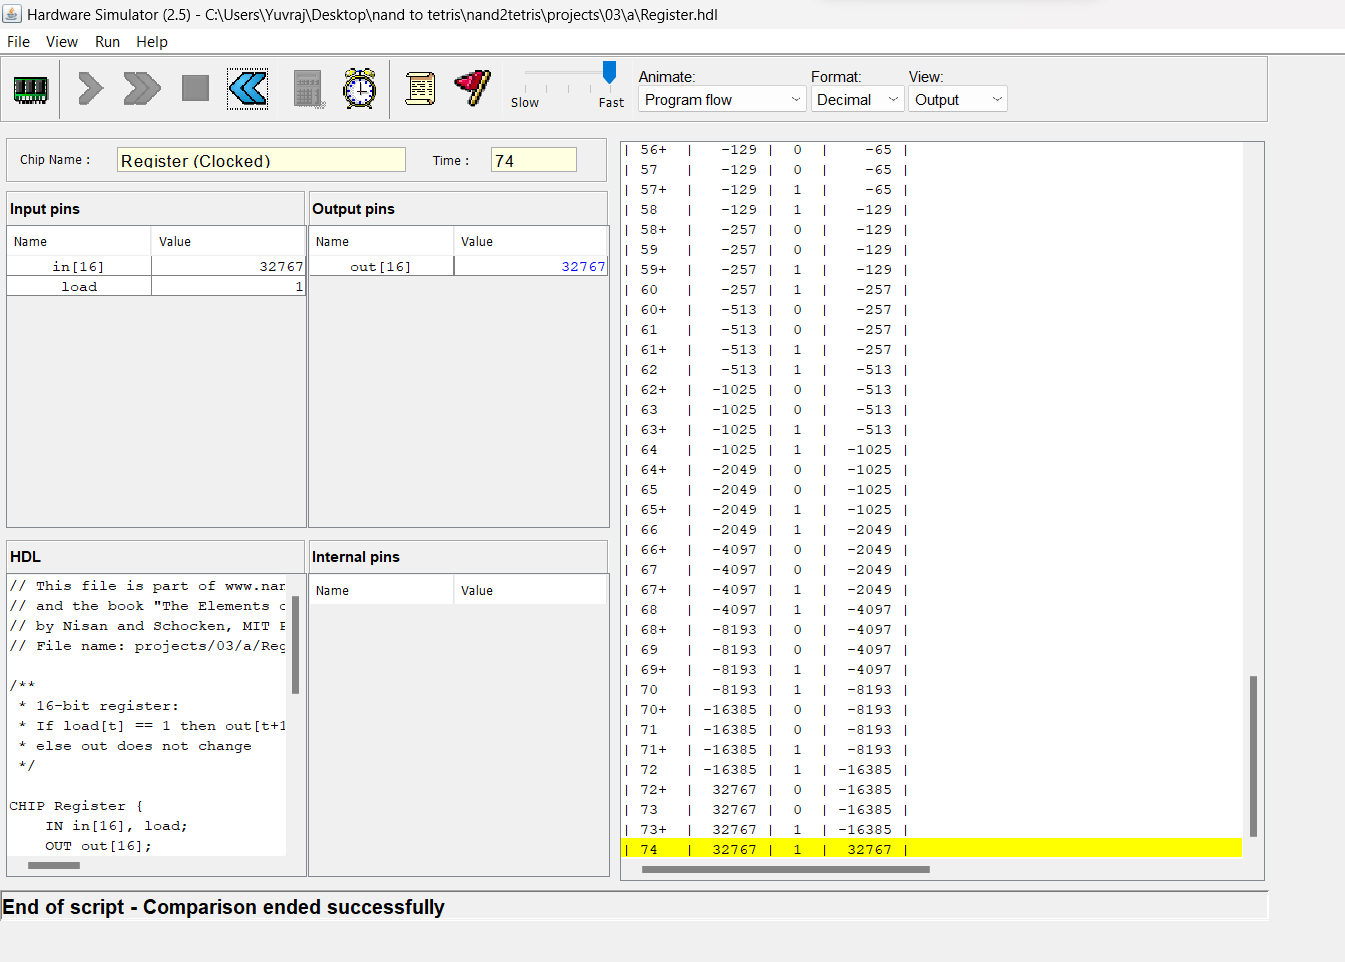 Hardware Simulator (2.5) - C:\Users\Yuvraj\Desktop\nand to tetris\nand2tetris\projects\03\a\Register.hdl
File View Run Help
Animate: Format: View:
Slow Fast Program flow Decimal Output
Chip Name : Register (Clocked) Time : 74
Input pins
Name Value
in[16] 32767
load 1
Output pins
Name Value
out[16] 32767
HDL
// This file is part of www.nan
// and the book "The Elements o
// by Nisan and Schocken, MIT P
// File name: projects/03/a/Reg
/**
* 16-bit register:
* If load[t] == 1 then out[t+1
* else out does not change
*/
CHIP Register {
IN in[16], load;
OUT out[16];
Internal pins
Name Value
| 56+ | -129 | 0 | -65 |
| 57 | -129 | 0 | -65 |
| 57+ | -129 | 1 | -65 |
| 58 | -129 | 1 | -129 |
| 58+ | -257 | 0 | -129 |
| 59 | -257 | 0 | -129 |
| 59+ | -257 | 1 | -129 |
| 60 | -257 | 1 | -257 |
| 60+ | -513 | 0 | -257 |
| 61 | -513 | 0 | -257 |
| 61+ | -513 | 1 | -257 |
| 62 | -513 | 1 | -513 |
| 62+ | -1025 | 0 | -513 |
| 63 | -1025 | 0 | -513 |
| 63+ | -1025 | 1 | -513 |
| 64 | -1025 | 1 | -1025 |
| 64+ | -2049 | 0 | -1025 |
| 65 | -2049 | 0 | -1025 |
| 65+ | -2049 | 1 | -1025 |
| 66 | -2049 | 1 | -2049 |
| 66+ | -4097 | 0 | -2049 |
| 67 | -4097 | 0 | -2049 |
| 67+ | -4097 | 1 | -2049 |
| 68 | -4097 | 1 | -4097 |
| 68+ | -8193 | 0 | -4097 |
| 69 | -8193 | 0 | -4097 |
| 69+ | -8193 | 1 | -4097 |
| 70 | -8193 | 1 | -8193 |
| 70+ | -16385 | 0 | -8193 |
| 71 | -16385 | 0 | -8193 |
| 71+ | -16385 | 1 | -8193 |
| 72 | -16385 | 1 | -16385 |
| 72+ | 32767 | 0 | -16385 |
| 73 | 32767 | 0 | -16385 |
| 73+ | 32767 | 1 | -16385 |
| 74 | 32767 | 1 | 32767 |
End of script - Comparison ended successfully